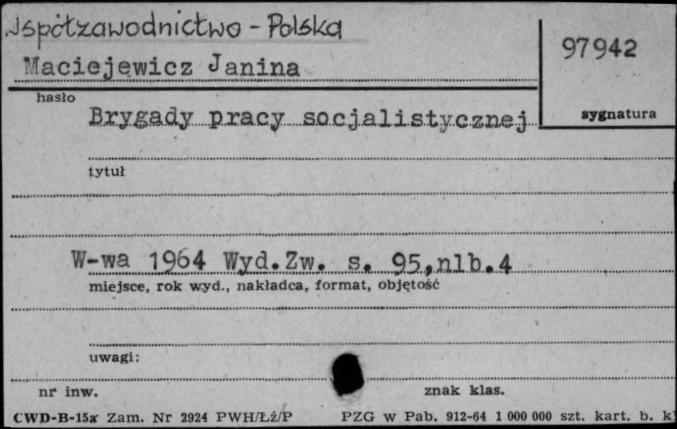 Współzawodnictwo - Polska
97942
Maciejewicz Janina
hasło
sygnatura
Brygady pracy socjalistycznej
tytuł
W-wa 1964 Wyd.Zw. s. 95,nlb.4
miejsce, rok wyd., nakładca, format, objętość
uwagi:
nr inw.
znak klas.
CWD-B-15a Zam. Nr 2924 PWH/Łź/P PZG w Pab. 912-64 1 000 000 szt. kart. b. kl